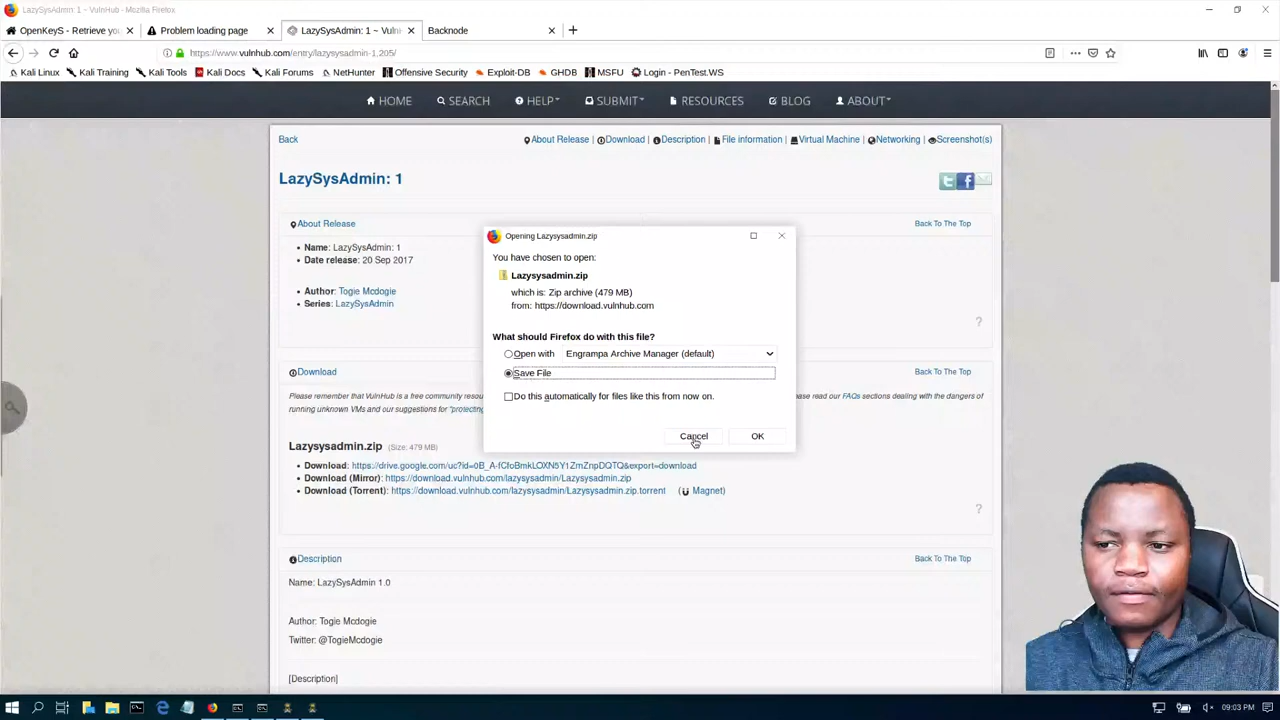 LazySysAdmin: 1 ~ VulnHub - Mozilla Firefox
OpenKeyS - Retrieve you
Problem loading page
LazySysAdmin: 1 ~ Vuln
Backnode
https://www.vulnhub.com/entry/lazysysadmin-1,205/
Kali Linux Kali Training Kali Tools Kali Docs Kali Forums NetHunter Offensive Security Exploit-DB GHDB MSFU Login - PenTest.WS
HOME SEARCH HELP SUBMIT RESOURCES BLOG ABOUT
Back About Release | Download | Description | File information | Virtual Machine | Networking | Screenshot(s)
LazySysAdmin: 1
About Release Back To The Top
Name: LazySysAdmin: 1
Date release: 20 Sep 2017
Author: Togie Mcdogie
Series: LazySysAdmin
?
Opening Lazysysadmin.zip
You have chosen to open:
Lazysysadmin.zip
which is: Zip archive (479 MB)
from: https://download.vulnhub.com
What should Firefox do with this file?
Open with Engrampa Archive Manager (default)
Save File
Do this automatically for files like this from now on.
Cancel OK
Download Back To The Top
Please remember that VulnHub is a free community resou read our FAQs sections dealing with the dangers of
running unknown VMs and our suggestions for "protecting
Lazysysadmin.zip (Size: 479 MB)
Download: https://drive.google.com/uc?id=0B_A-fCfoBmkLOXN5Y1ZmZnpDQTQ&export=download
Download (Mirror): https://download.vulnhub.com/lazysysadmin/Lazysysadmin.zip
Download (Torrent): https://download.vulnhub.com/lazysysadmin/Lazysysadmin.zip.torrent ( Magnet)
?
Description Back To The Top
Name: LazySysAdmin 1.0
Author: Togie Mcdogie
Twitter: @TogieMcdogie
[Description]
09:03 PM